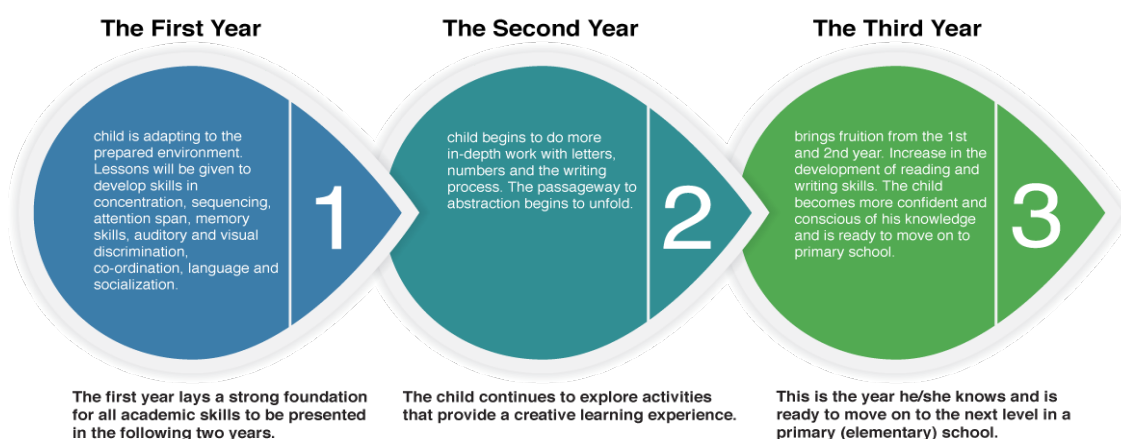 The First Year
child is adapting to the
prepared environment.
Lessons will be given to
develop skills in
concentration, sequencing,
attention span, memory
skills, auditory and visual
discrimination,
co-ordination, language and
socialization.
1
The first year lays a strong foundation
for all academic skills to be presented
in the following two years.
The Second Year
child begins to do more
in-depth work with letters,
numbers and the writing
process. The passageway to
abstraction begins to unfold.
2
The child continues to explore activities
that provide a creative learning experience.
The Third Year
brings fruition from the 1st
and 2nd year. Increase in the
development of reading and
writing skills. The child
becomes more confident and
conscious of his knowledge
and is ready to move on to
primary school.
3
This is the year he/she knows and is
ready to move on to the next level in a
primary (elementary) school.